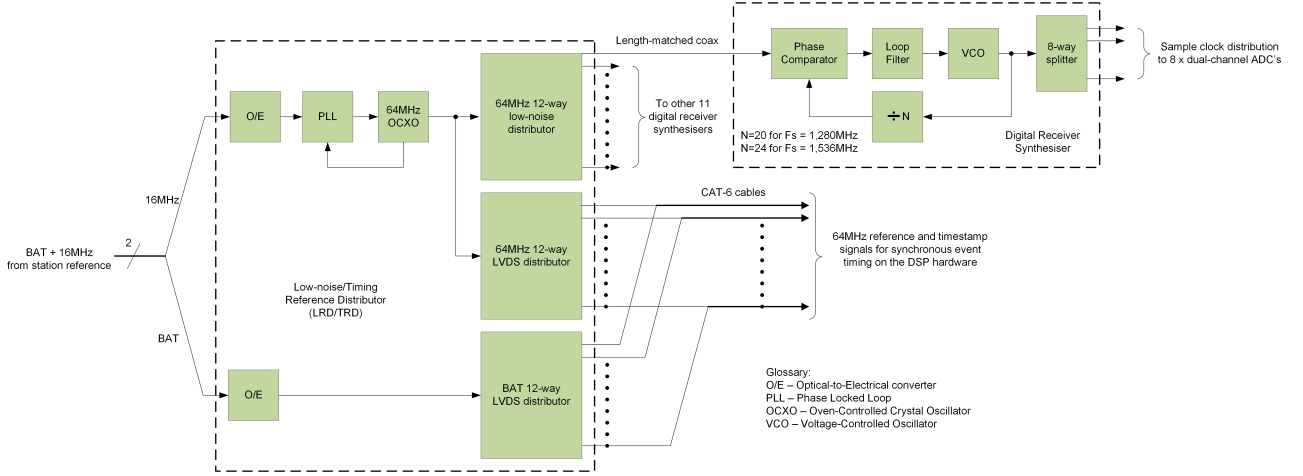 Length-matched coax
Phase
Comparator
Loop
Filter
VCO
8-way
splitter
Sample clock distribution
to 8 x dual-channel ADC's
÷N
N=20 for Fs = 1,280MHz
N=24 for Fs = 1,536MHz
Digital Receiver
Synthesiser
O/E
PLL
64MHz
OCXO
64MHz 12-way
low-noise
distributor
To other 11
digital receiver
synthesisers
16MHz
2
BAT + 16MHz
from station reference
BAT
CAT-6 cables
64MHz 12-way
LVDS distributor
64MHz reference and timestamp
signals for synchronous event
timing on the DSP hardware
Low-noise/Timing
Reference Distributor
(LRD/TRD)
O/E
BAT 12-way
LVDS distributor
Glossary:
O/E – Optical-to-Electrical converter
PLL – Phase Locked Loop
OCXO – Oven-Controlled Crystal Oscillator
VCO – Voltage-Controlled Oscillator